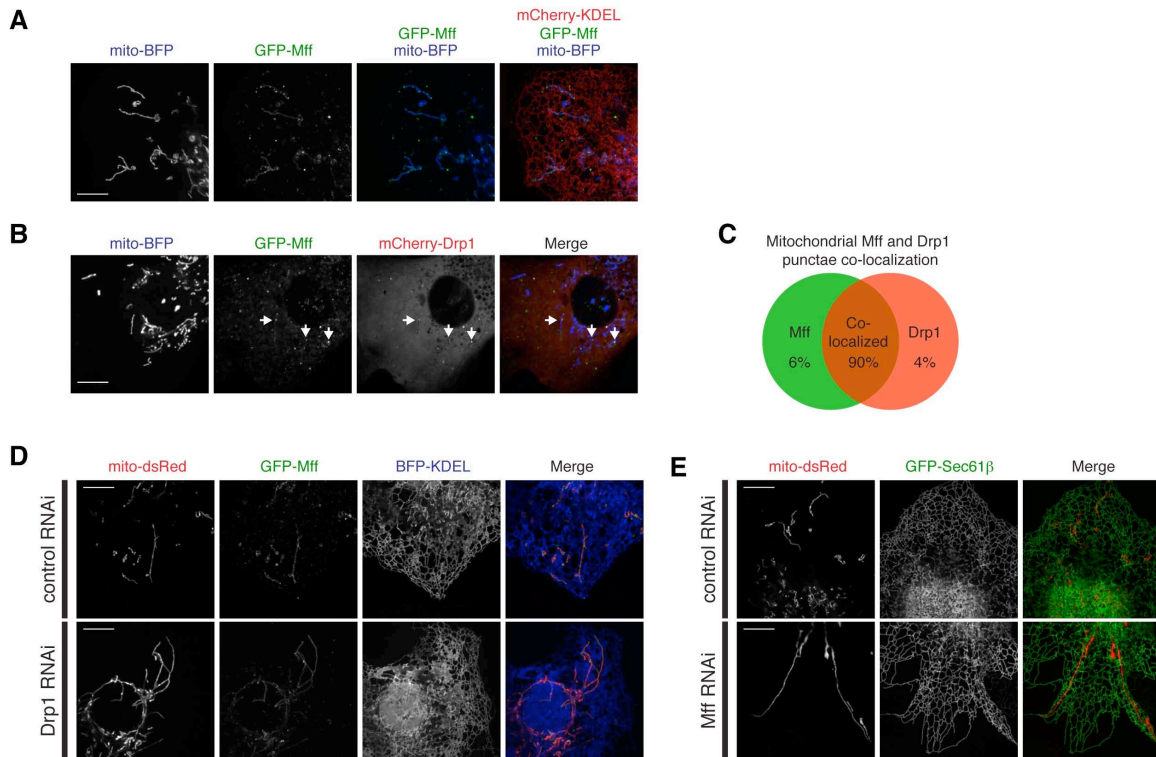 A
mito-BFP
GFP-Mff
GFP-Mff
mito-BFP
mCherry-KDEL
GFP-Mff
mito-BFP
B
mito-BFP
GFP-Mff
mCherry-Drp1
Merge
C
Mitochondrial Mff and Drp1
punctae co-localization
Mff
6%
Co-
localized
90%
Drp1
4%
D
mito-dsRed
GFP-Mff
BFP-KDEL
Merge
control RNAi
Drp1 RNAi
E
mito-dsRed
GFP-Sec61β
Merge
control RNAi
Mff RNAi